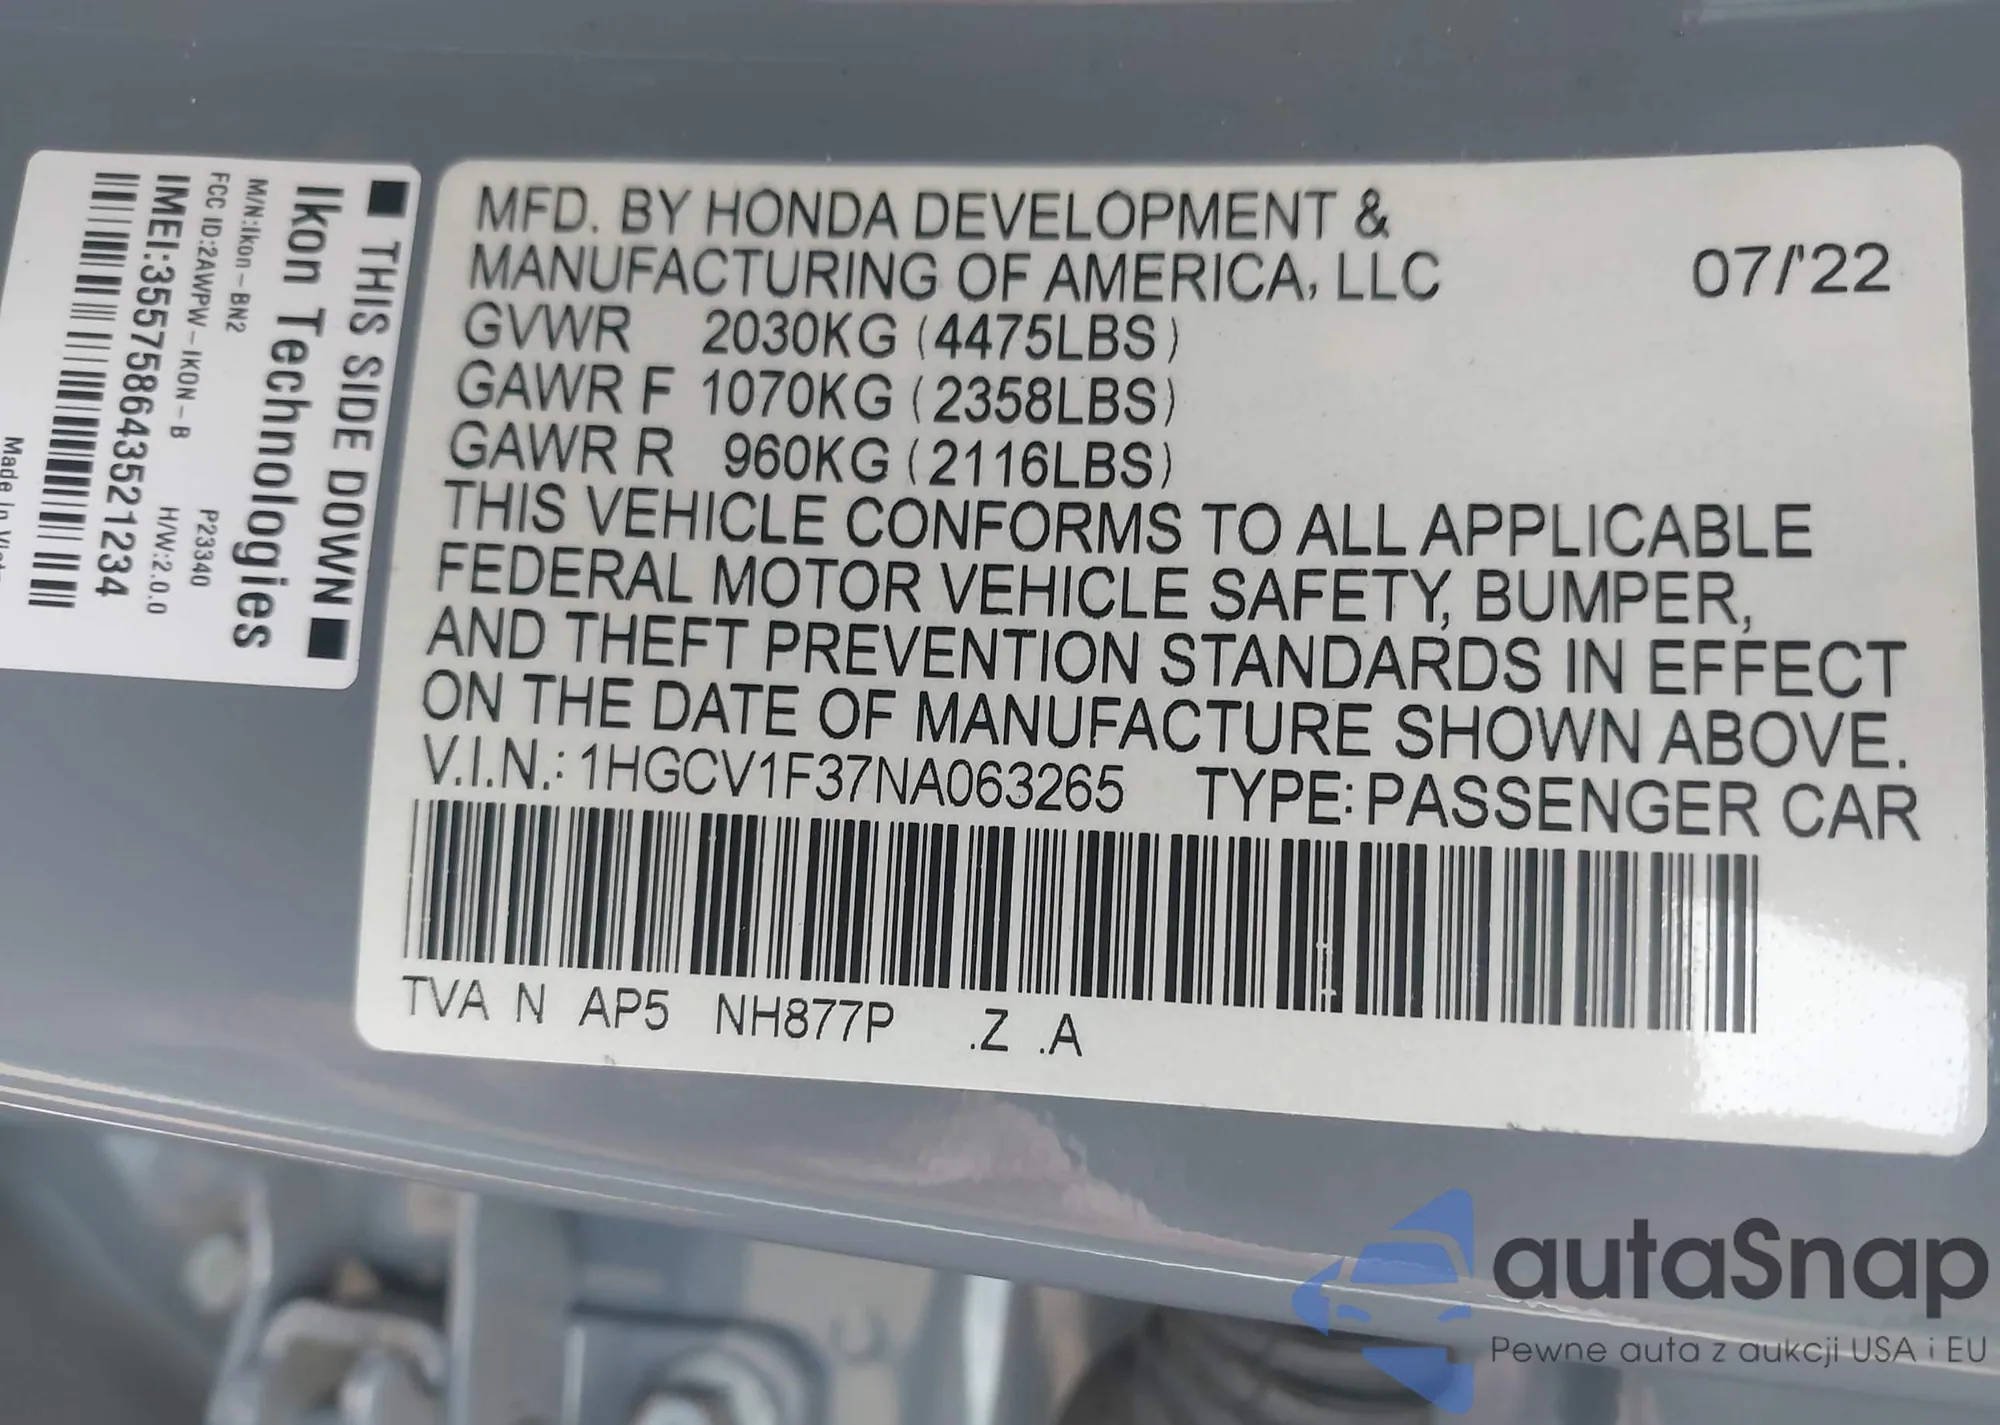 ■ THIS SIDE DOWN ■
Ikon Technologies
M/N:Ikon-BN2
P23340
FCC ID:2AWPW-IKON-B
H/W:2.0.0
IMEI:355758643521234
Made in
MFD. BY HONDA DEVELOPMENT &
MANUFACTURING OF AMERICA, LLC 07/'22
GVWR 2030KG (4475LBS)
GAWR F 1070KG (2358LBS)
GAWR R 960KG (2116LBS)
THIS VEHICLE CONFORMS TO ALL APPLICABLE
FEDERAL MOTOR VEHICLE SAFETY, BUMPER,
AND THEFT PREVENTION STANDARDS IN EFFECT
ON THE DATE OF MANUFACTURE SHOWN ABOVE.
V.I.N.: 1HGCV1F37NA063265 TYPE: PASSENGER CAR
TVA N AP5 NH877P .Z .A
autaSnap
Pewne auta z aukcji USA i EU